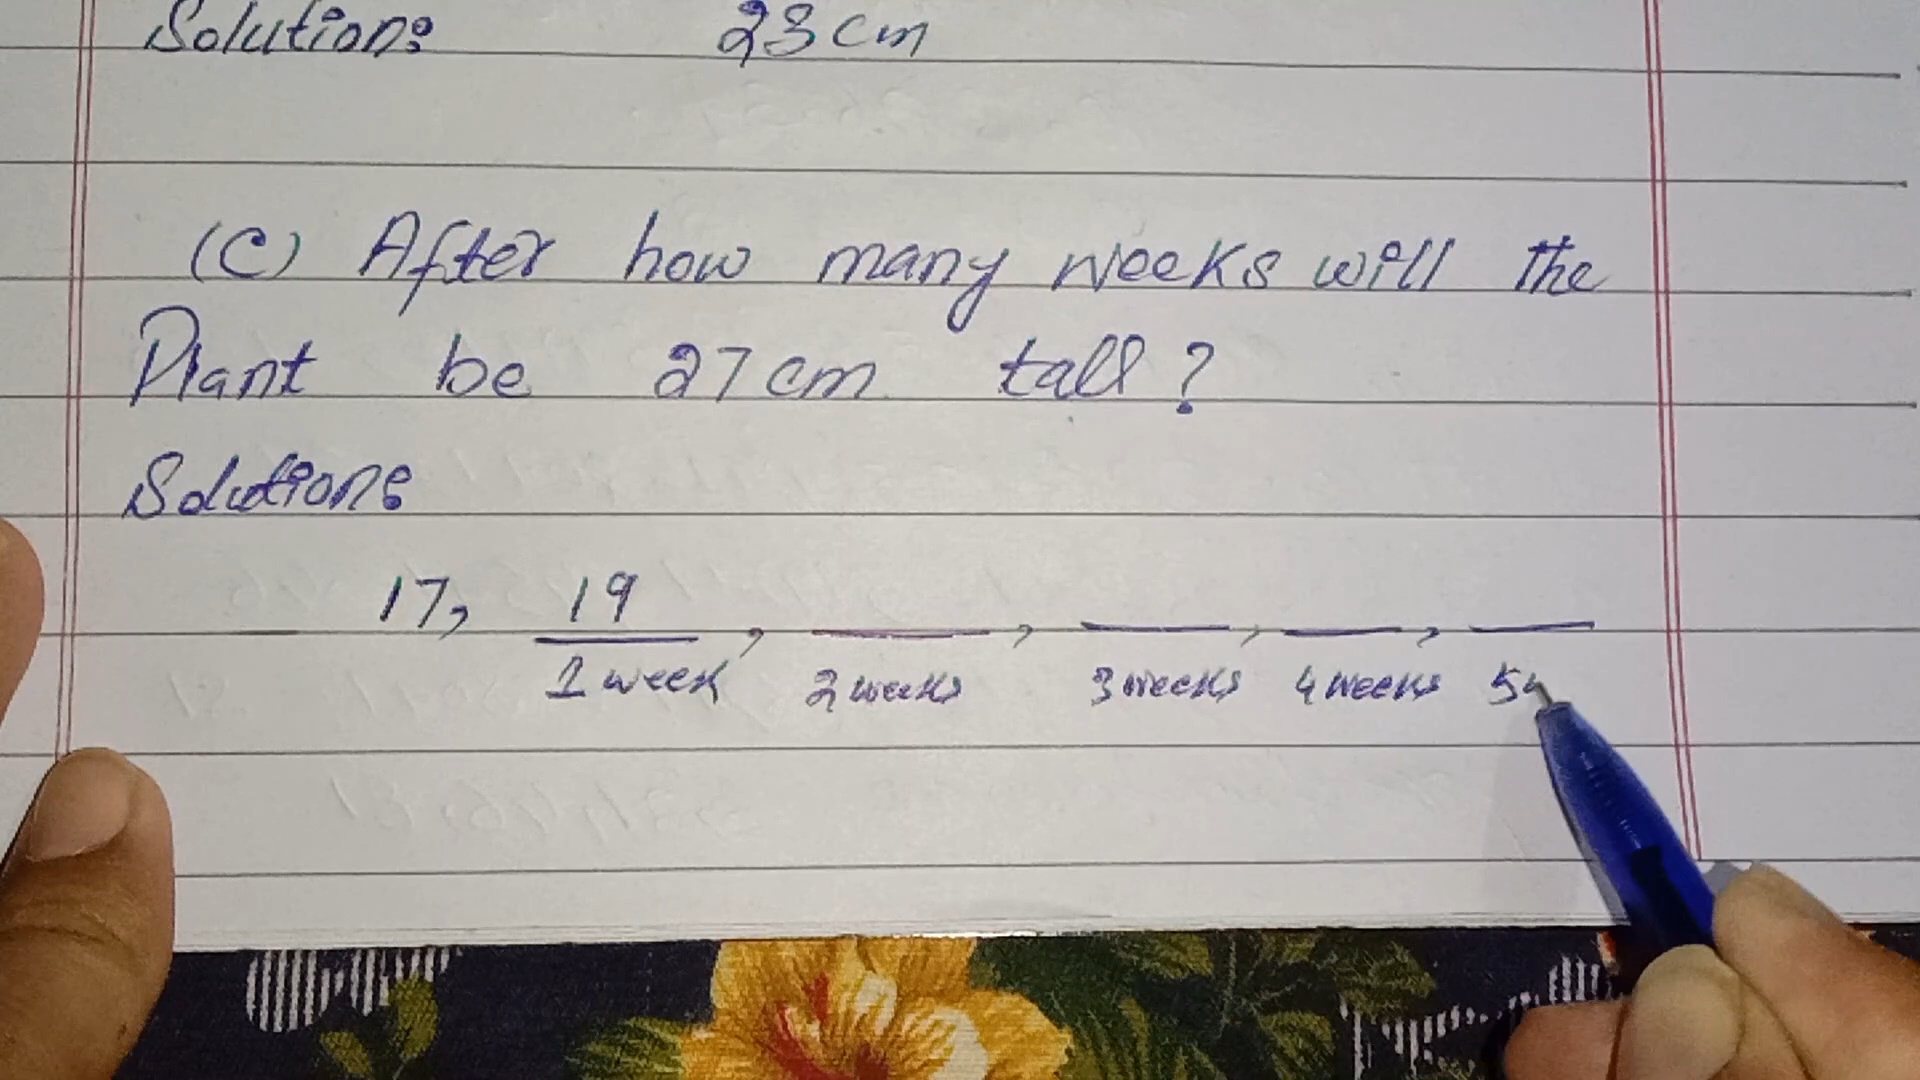 Solution: 23 cm
(C) After how many weeks will the
Plant be 27 cm tall?
Solution:
17, 19, ___, ___, ___, ___
1 week 2 weeks 3 weeks 4 weeks 5w